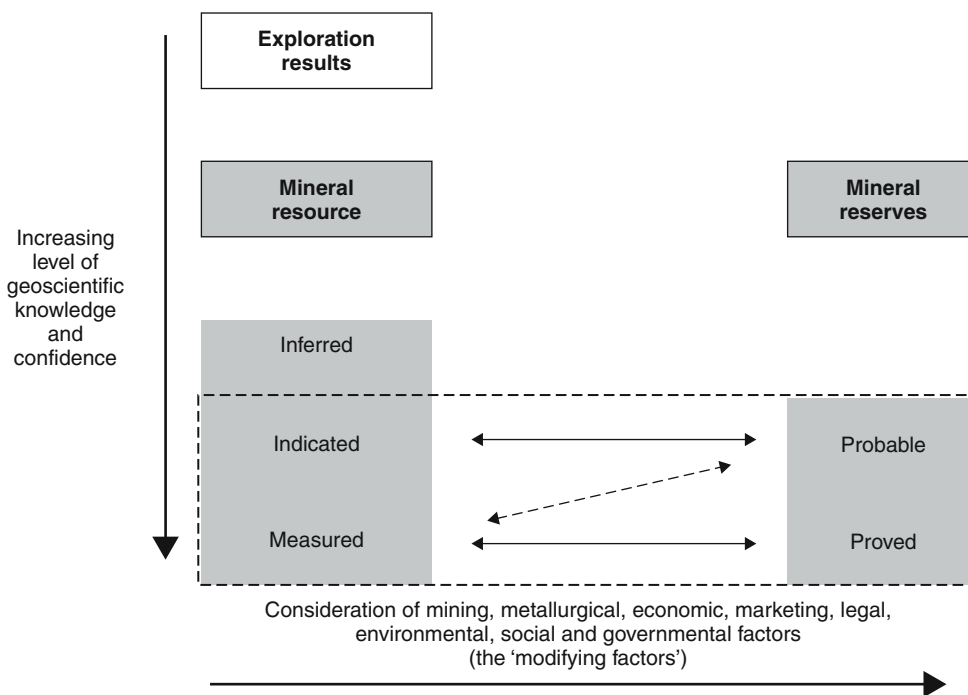 Exploration
results
Mineral
resource
Mineral
reserves
Increasing
level of
geoscientific
knowledge
and
confidence
Inferred
Indicated
Probable
Measured
Proved
Consideration of mining, metallurgical, economic, marketing, legal,
environmental, social and governmental factors
(the ‘modifying factors’)